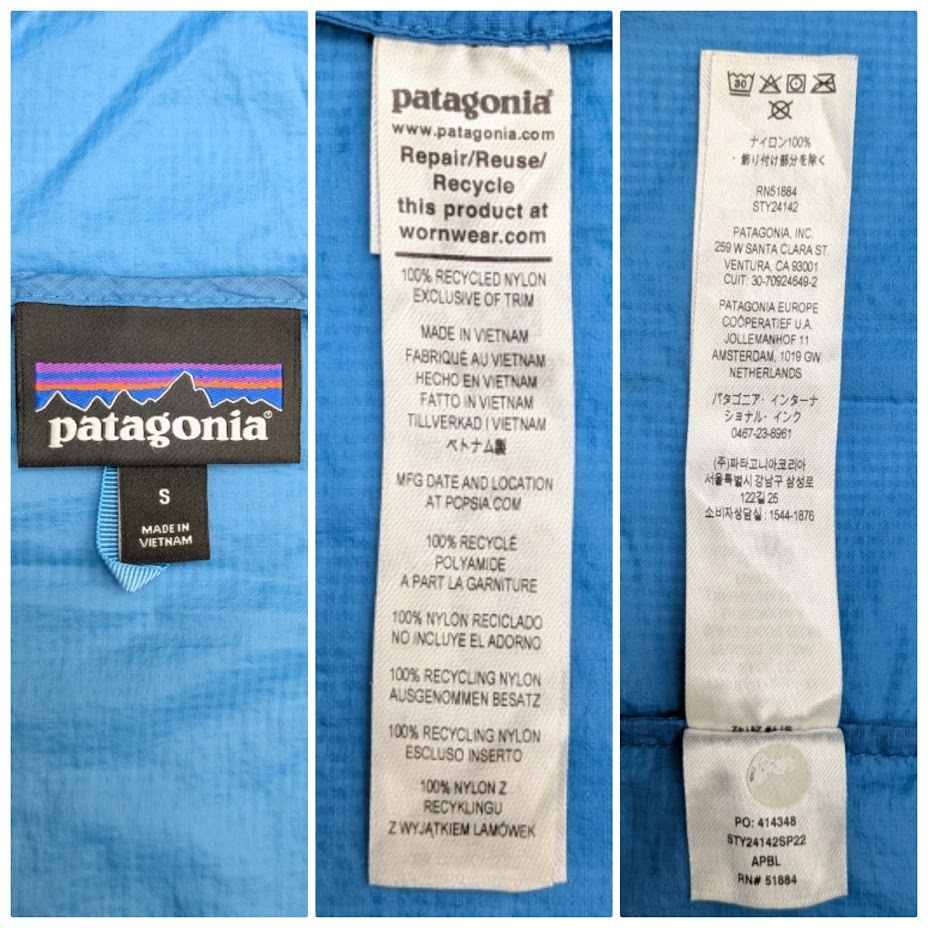 patagonia®
S
MADE IN
VIETNAM
patagonia®
www.patagonia.com
Repair/Reuse/
Recycle
this product at
wornwear.com
100% RECYCLED NYLON
EXCLUSIVE OF TRIM
MADE IN VIETNAM
FABRIQUÉ AU VIETNAM
HECHO EN VIETNAM
FATTO IN VIETNAM
TILLVERKAD I VIETNAM
ベトナム製
MFG DATE AND LOCATION
AT PCPSIA.COM
100% RECYCLÉ
POLYAMIDE
A PART LA GARNITURE
100% NYLON RECICLADO
NO INCLUYE EL ADORNO
100% RECYCLING NYLON
AUSGENOMMEN BESATZ
100% RECYCLING NYLON
ESCLUSO INSERTO
100% NYLON Z
RECYKLINGU
Z WYJĄTKIEM LAMÓWEK
30
ナイロン100%
・飾り付け部分を除く
RN51884
STY24142
PATAGONIA, INC.
259 W SANTA CLARA ST.
VENTURA, CA 93001
CUIT: 30-70924649-2
PATAGONIA EUROPE
COÖPERATIEF U.A.
JOLLEMANHOF 11
AMSTERDAM, 1019 GW
NETHERLANDS
パタゴニア・インターナ
ショナル・インク
0467-23-8961
(주)파타고니아코리아
서울특별시 강남구 삼성로
122길 25
소비자상담실 : 1544-1876
PO: 414348
STY24142SP22
APBL
RN# 51884